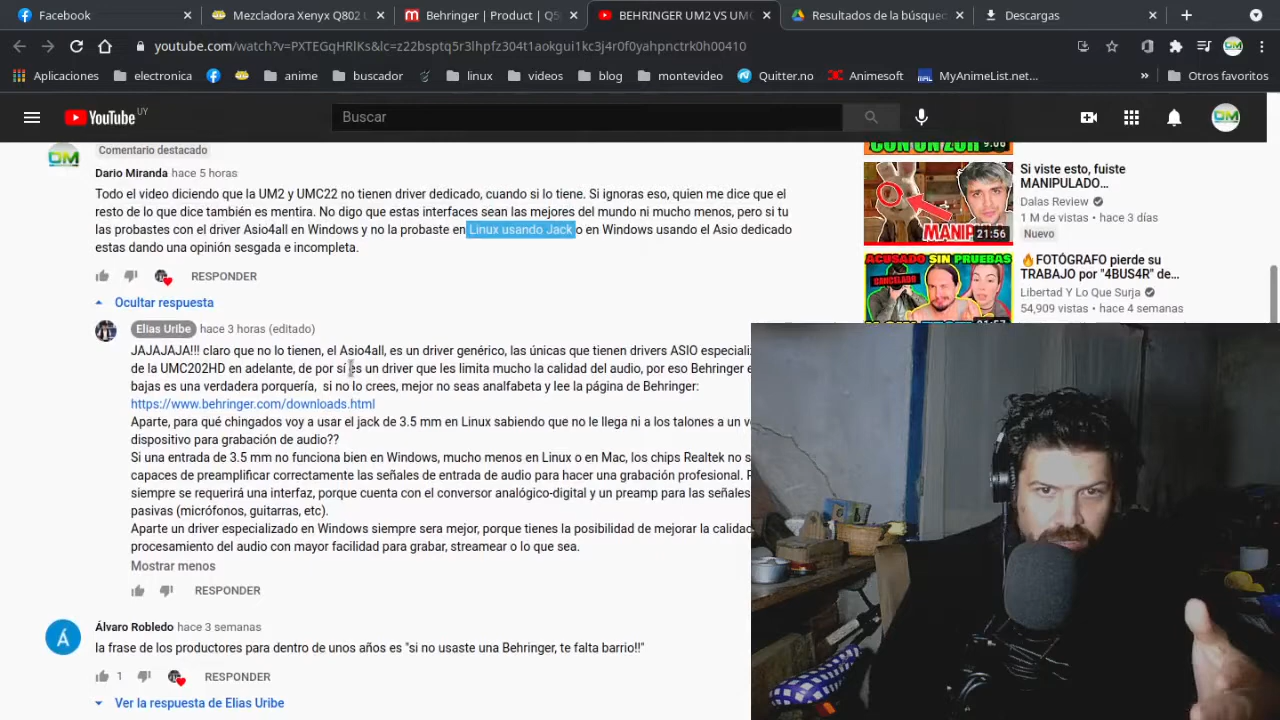 Facebook
Mezcladora Xenyx Q802 U
Behringer | Product | Q5
BEHRINGER UM2 VS UMC
Resultados de la búsqued
Descargas
youtube.com/watch?v=PXTEGqHRlKs&lc=z22bsptq5r3lhpfz304t1aokgui1kc3j4r0f0yahpnctrk0h00410
Aplicaciones
electronica
anime
buscador
linux
videos
blog
montevideo
Quitter.no
Animesoft
MyAnimeList.net...
Otros favoritos
YouTube UY
Buscar
Comentario destacado
Dario Miranda hace 5 horas
Todo el video diciendo que la UM2 y UMC22 no tienen driver dedicado, cuando si lo tiene. Si ignoras eso, quien me dice que el
resto de lo que dice también es mentira. No digo que estas interfaces sean las mejores del mundo ni mucho menos, pero si tu
las probastes con el driver Asio4all en Windows y no la probaste en Linux usando Jack o en Windows usando el Asio dedicado
estas dando una opinión sesgada e incompleta.
RESPONDER
Ocultar respuesta
Elias Uribe hace 3 horas (editado)
JAJAJAJA!!! claro que no lo tienen, el Asio4all, es un driver genérico, las únicas que tienen drivers ASIO especializ
de la UMC202HD en adelante, de por sí es un driver que les limita mucho la calidad del audio, por eso Behringer e
bajas es una verdadera porquería, si no lo crees, mejor no seas analfabeta y lee la página de Behringer:
https://www.behringer.com/downloads.html
Aparte, para qué chingados voy a usar el jack de 3.5 mm en Linux sabiendo que no le llega ni a los talones a un v
dispositivo para grabación de audio??
Si una entrada de 3.5 mm no funciona bien en Windows, mucho menos en Linux o en Mac, los chips Realtek no s
capaces de preamplificar correctamente las señales de entrada de audio para hacer una grabación profesional. P
siempre se requerirá una interfaz, porque cuenta con el conversor analógico-digital y un preamp para las señales
pasivas (micrófonos, guitarras, etc).
Aparte un driver especializado en Windows siempre sera mejor, porque tienes la posibilidad de mejorar la calidad
procesamiento del audio con mayor facilidad para grabar, streamear o lo que sea.
Mostrar menos
RESPONDER
Á
Álvaro Robledo hace 3 semanas
la frase de los productores para dentro de unos años es "si no usaste una Behringer, te falta barrio!!"
1 RESPONDER
Ver la respuesta de Elias Uribe
CON UN ZOR
9:06
MANIP
21:56
Si viste esto, fuiste
MANIPULADO...
Dalas Review
1 M de vistas • hace 3 días
Nuevo
ACUSADO SIN PRUEBAS
CANCELADO
21:57
🔥FOTÓGRAFO pierde su
TRABAJO por "4BUS4R" de...
Libertad Y Lo Que Surja
54,909 vistas • hace 4 semanas